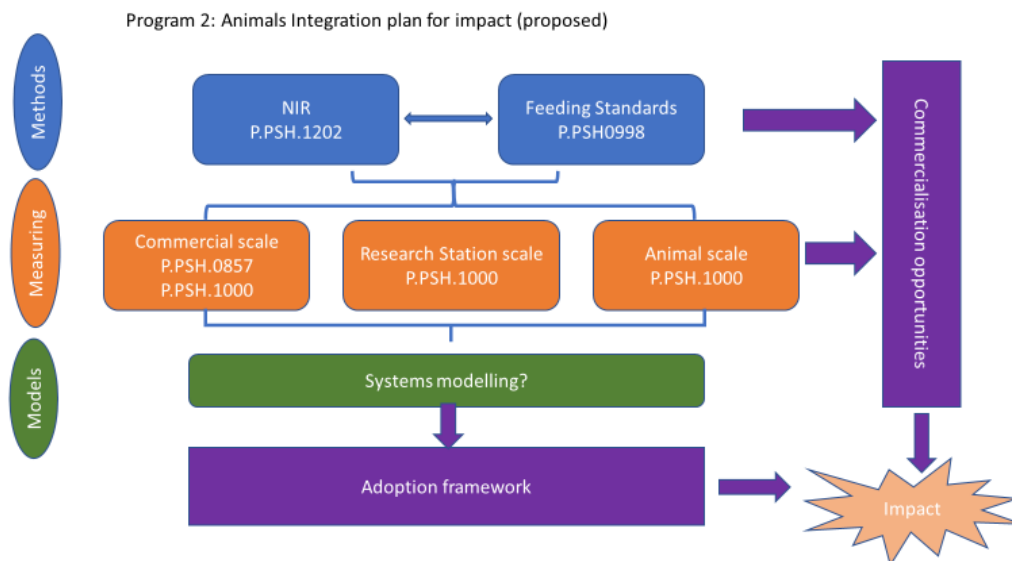 Program 2: Animals Integration plan for impact (proposed)
Methods
NIR
P.PSH.1202
Feeding Standards
P.PSH0998
Commercialisation opportunities
Measuring
Commercial scale
P.PSH.0857
P.PSH.1000
Research Station scale
P.PSH.1000
Animal scale
P.PSH.1000
Models
Systems modelling?
Adoption framework
Impact